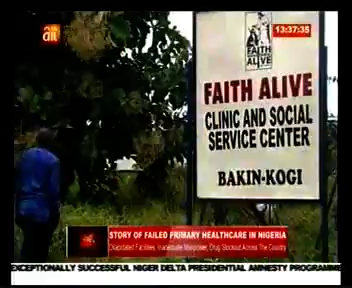 13:37:35
FAITH
ALIVE
FAITH ALIVE
CLINIC AND SOCIAL
SERVICE CENTER
BAKIN-KOGI
STORY OF FAILED PRIMARY HEALTHCARE IN NIGERIA
Dilapidated Facilities, Inadequate Manpower, Drug Stockout Across The Country
EXCEPTIONALLY SUCCESSFUL NIGER DELTA PRESIDENTIAL AMNESTY PROGRAMME